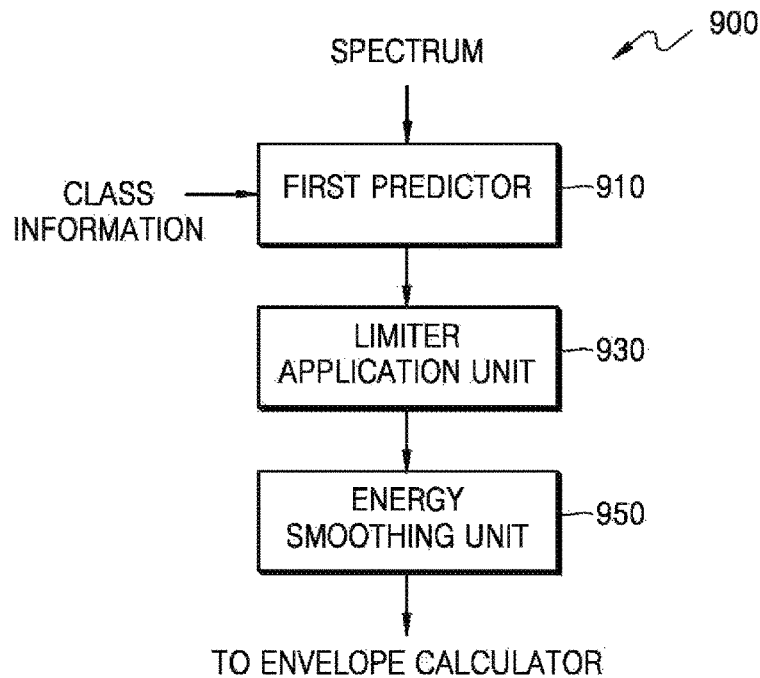 900
SPECTRUM
FIRST PREDICTOR
910
CLASS
INFORMATION
LIMITER
APPLICATION UNIT
930
ENERGY
SMOOTHING UNIT
950
TO ENVELOPE CALCULATOR